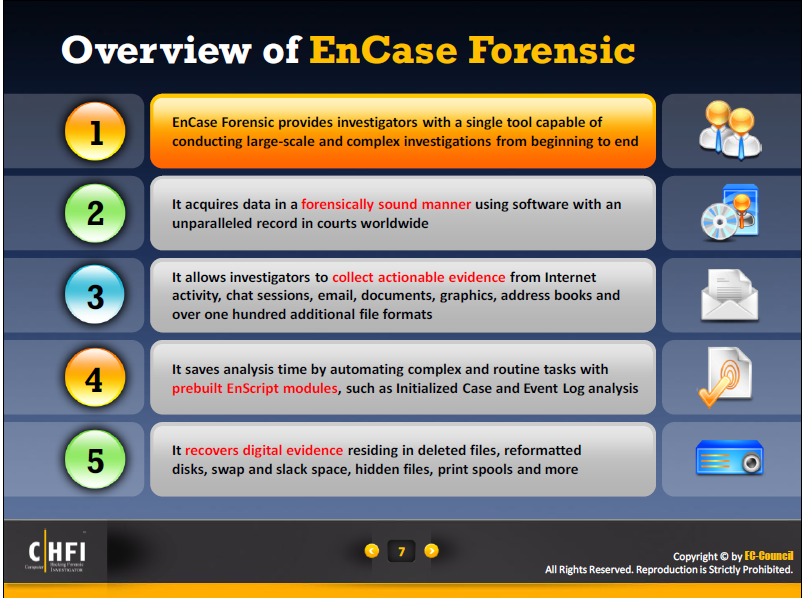 Overview of EnCase Forensic
1
EnCase Forensic provides investigators with a single tool capable of
conducting large-scale and complex investigations from beginning to end
2
It acquires data in a forensically sound manner using software with an
unparalleled record in courts worldwide
3
It allows investigators to collect actionable evidence from Internet
activity, chat sessions, email, documents, graphics, address books and
over one hundred additional file formats
4
It saves analysis time by automating complex and routine tasks with
prebuilt EnScript modules, such as Initialized Case and Event Log analysis
5
It recovers digital evidence residing in deleted files, reformatted
disks, swap and slack space, hidden files, print spools and more
CHFI
Computer Hacking Forensic
INVESTIGATOR
7
Copyright © by EC-Council
All Rights Reserved. Reproduction is Strictly Prohibited.